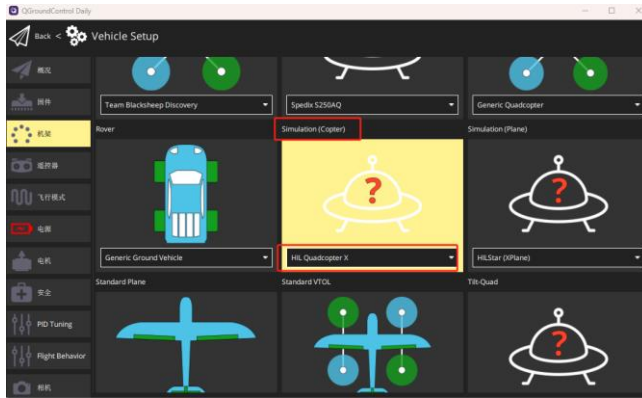 QGroundControl Daily
Back < Vehicle Setup
概况
固件
机架
遥控器
飞行模式
电源
电机
安全
PID Tuning
Flight Behavior
相机
Team Blacksheep Discovery
Spedix S250AQ
Generic Quadcopter
Rover
Simulation (Copter)
Simulation (Plane)
?
?
Generic Ground Vehicle
HIL Quadcopter X
HILStar (XPlane)
Standard Plane
Standard VTOL
Tilt-Quad
?